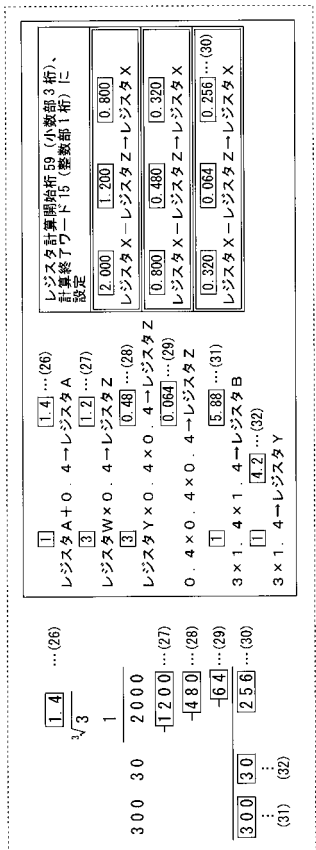 1.4 …(26)
³√3
1
300 30 2000
-1200 …(27)
-480 …(28)
-64 …(29)
300 30 256 …(30)
⋮ ⋮
(31) (32)
1 1.4 …(26)
レジスタA+0.4→レジスタA
3 1.2 …(27)
レジスタW×0.4→レジスタZ
3 0.48 …(28)
レジスタY×0.4×0.4→レジスタZ
0.064 …(29)
0.4×0.4×0.4→レジスタZ
1 5.88 …(31)
3×1.4×1.4→レジスタB
1 4.2 …(32)
3×1.4→レジスタY
レジスタ計算開始桁59(小数部3桁)、
計算終了ワード15(整数部1桁)に
設定
2.000 1.200 0.800
レジスタX-レジスタZ→レジスタX
0.800 0.480 0.320
レジスタX-レジスタZ→レジスタX
0.320 0.064 0.256 …(30)
レジスタX-レジスタZ→レジスタX